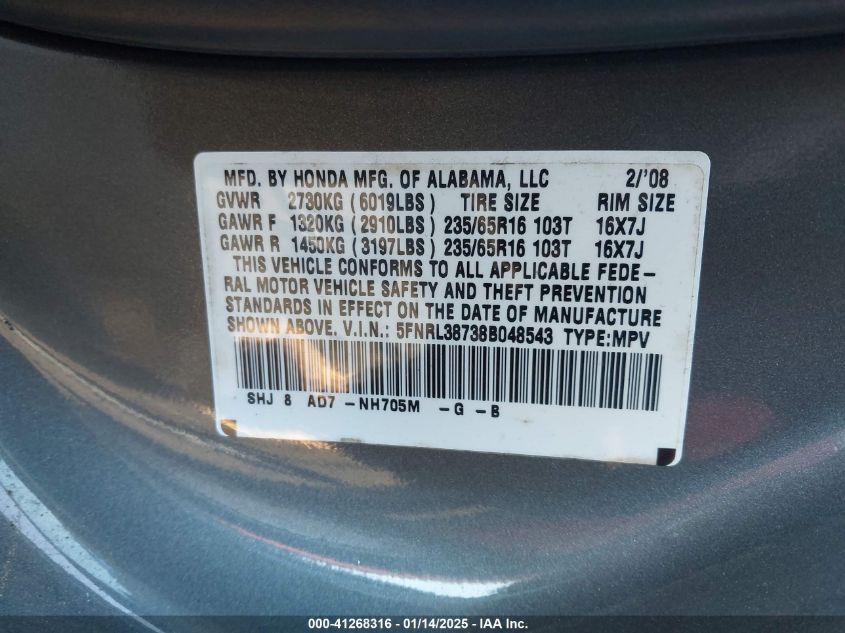 MFD. BY HONDA MFG. OF ALABAMA, LLC 2/'08
GVWR 2730KG (6019LBS) TIRE SIZE RIM SIZE
GAWR F 1320KG (2910LBS) 235/65R16 103T 16X7J
GAWR R 1450KG (3197LBS) 235/65R16 103T 16X7J
THIS VEHICLE CONFORMS TO ALL APPLICABLE FEDE-
RAL MOTOR VEHICLE SAFETY AND THEFT PREVENTION
STANDARDS IN EFFECT ON THE DATE OF MANUFACTURE
SHOWN ABOVE. V.I.N.: 5FNRL38738B048543 TYPE:MPV
SHJ 8 AD7 -NH705M -G -B
000-41268316 - 01/14/2025 - IAA Holdings, LLC.